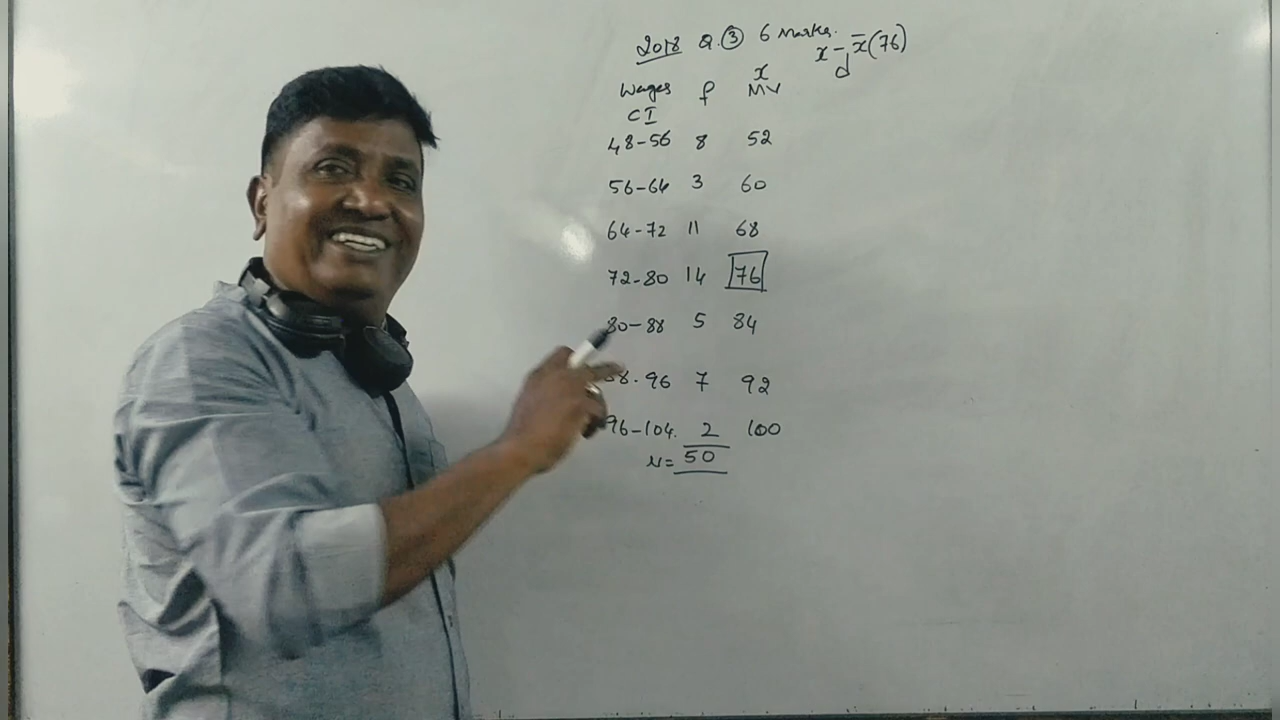 2018 Q. ③ 6 Marks.
x - x̄(76)
d
x
Wages f MV
CI
48-56 8 52
56-64 3 60
64-72 11 68
72-80 14 76
80-88 5 84
88-96 7 92
96-104. 2 100
N= 50